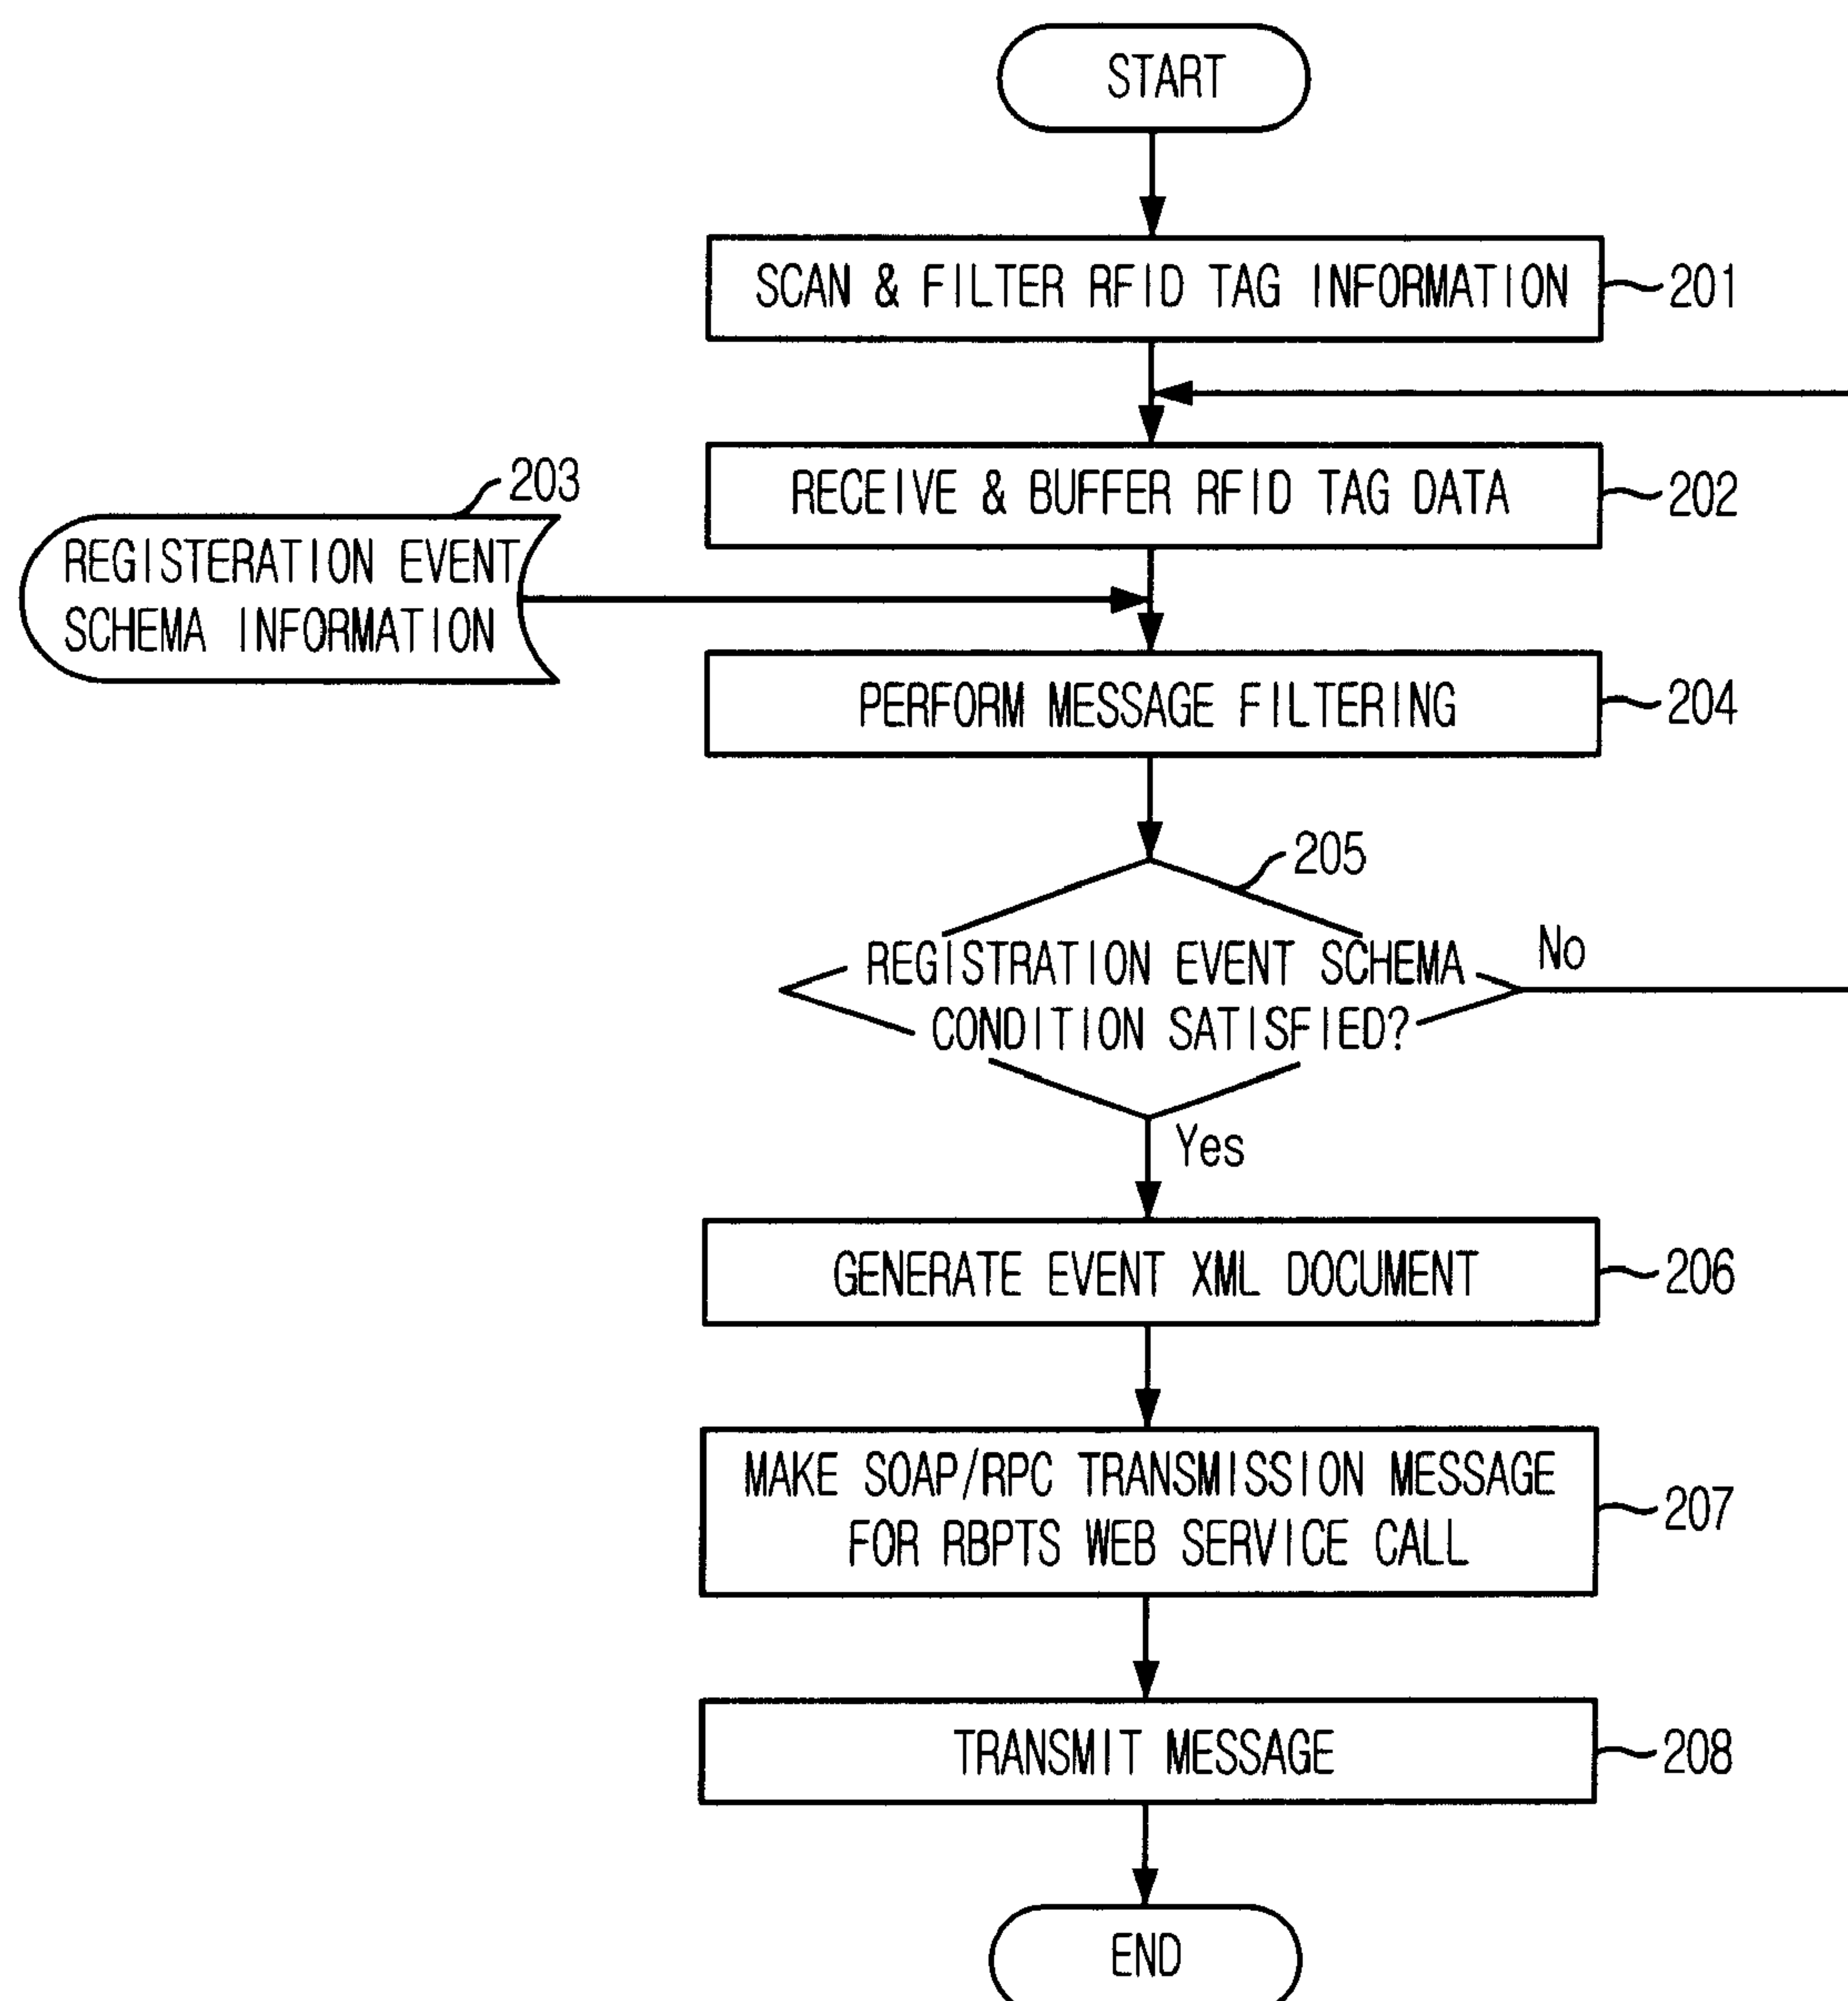 START
SCAN & FILTER RFID TAG INFORMATION
201
RECEIVE & BUFFER RFID TAG DATA
202
203
REGISTERATION EVENT
SCHEMA INFORMATION
PERFORM MESSAGE FILTERING
204
205
REGISTRATION EVENT SCHEMA
CONDITION SATISFIED?
No
Yes
GENERATE EVENT XML DOCUMENT
206
MAKE SOAP/RPC TRANSMISSION MESSAGE
FOR RBPTS WEB SERVICE CALL
207
TRANSMIT MESSAGE
208
END